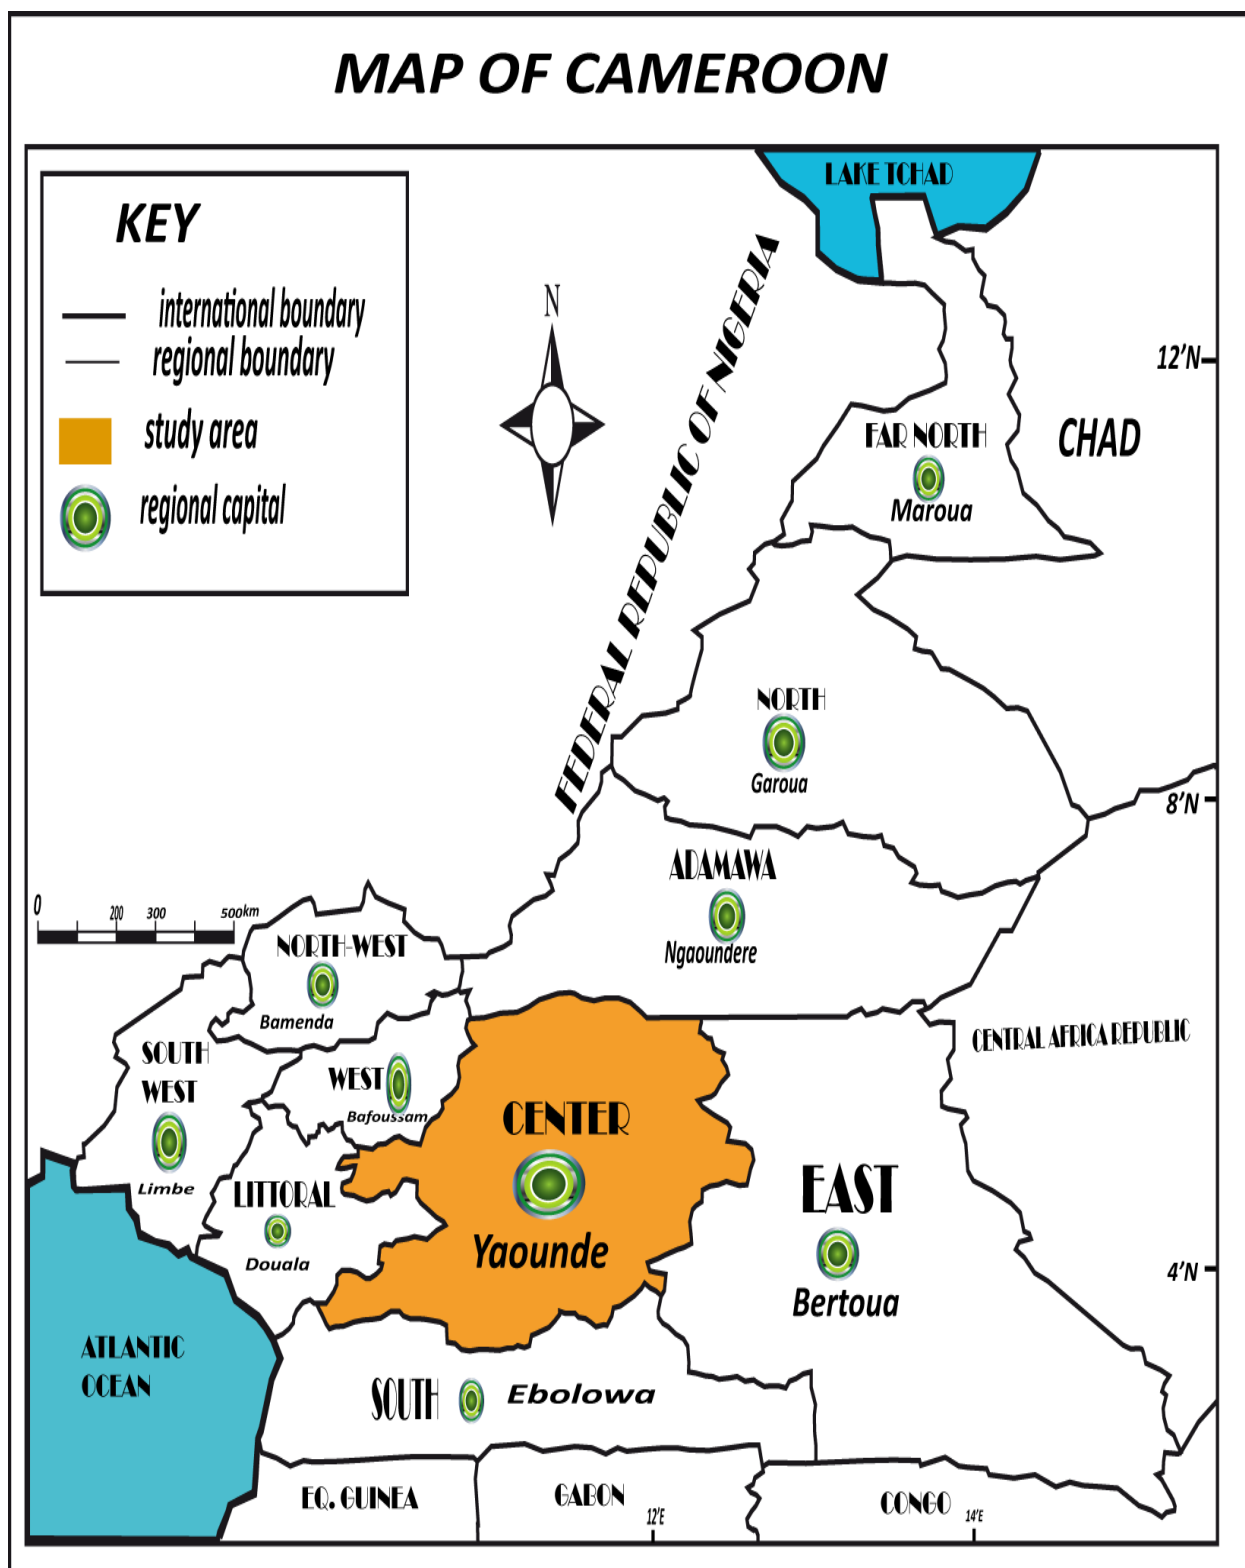 MAP OF CAMEROON
LAKE TCHAD
KEY
international boundary
regional boundary
study area
regional capital
N
FEDERAL REPUBLIC OF NIGERIA
12'N
CHAD
FAR NORTH
Maroua
NORTH
Garoua
8'N
ADAMAWA
Ngaoundere
0 200 300 500km
NORTH-WEST
Bamenda
CENTRAL AFRICA REPUBLIC
SOUTH
WEST
Limbe
WEST
Bafoussam
CENTER
Yaounde
EAST
Bertoua
LITTORAL
Douala
4'N
ATLANTIC
OCEAN
SOUTH
Ebolowa
EQ. GUINEA
GABON
CONGO
12'E
14'E